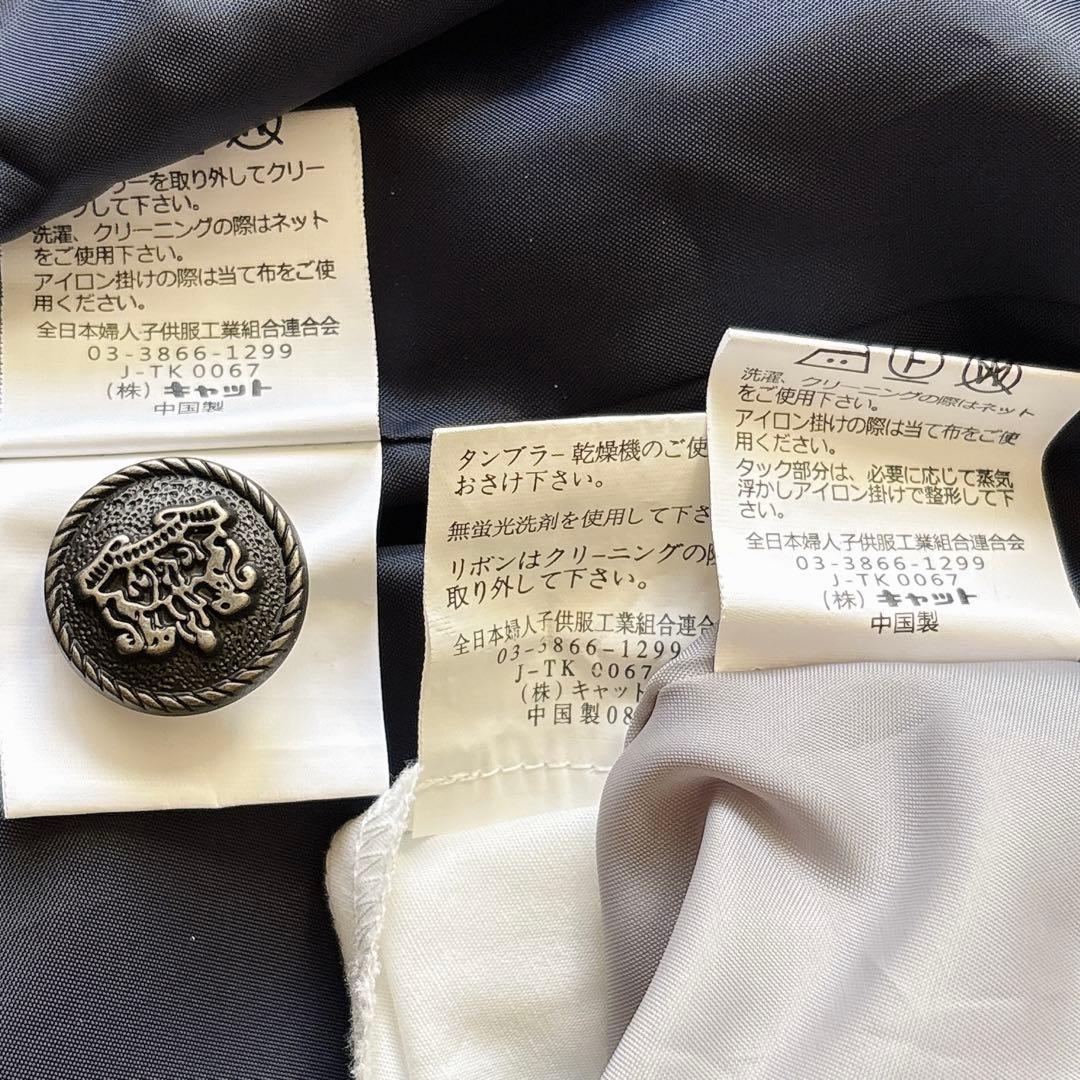 ーを取り外してクリー
して下さい。
洗濯、クリーニングの際はネット
をご使用下さい。
アイロン掛けの際は当て布をご使
用ください。
全日本婦人子供服工業組合連合会
03-3866-1299
J-TK 0067
(株) キャット
中国製
タンブラー乾燥機のご使
おさけ下さい。
無蛍光洗剤を使用して下さ
リボンはクリーニングの際
取り外して下さい。
全日本婦人子供服工業組合連合
03-3866-1299
J-TK 0067
(株) キャット
中国製08
F
W
洗濯、クリーニングの際はネット
をご使用下さい。
アイロン掛けの際は当て布をご使
用ください。
タック部分は、必要に応じて蒸気
浮かしアイロン掛けで整形して下
さい。
全日本婦人子供服工業組合連合会
03-3866-1299
J-TK 0067
(株) キャット
中国製